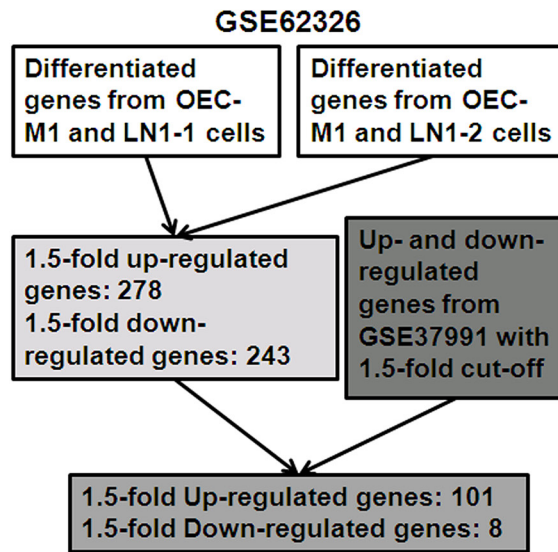 GSE62326
Differentiated
genes from OEC-
M1 and LN1-1 cells
Differentiated
genes from OEC-
M1 and LN1-2 cells
1.5-fold up-regulated
genes: 278
1.5-fold down-
regulated genes: 243
Up- and down-
regulated
genes from
GSE37991 with
1.5-fold cut-off
1.5-fold Up-regulated genes: 101
1.5-fold Down-regulated genes: 8